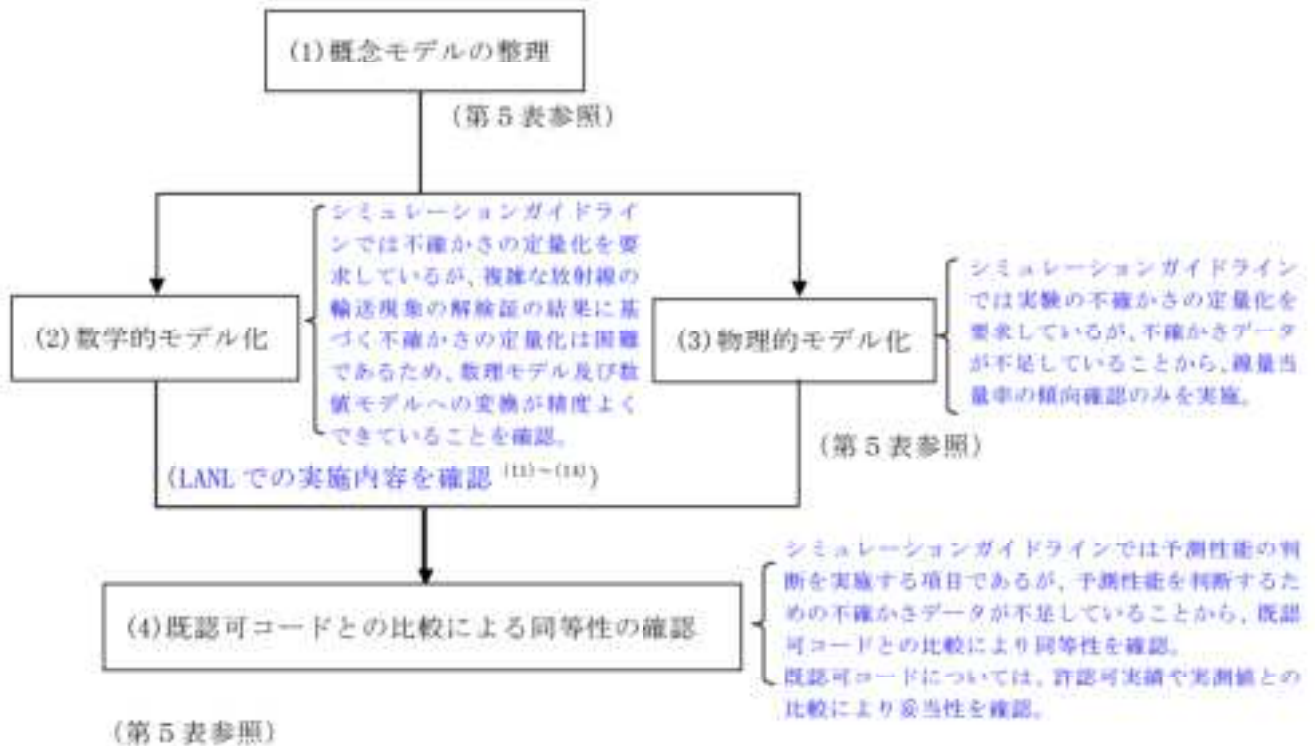 (1)概念モデルの整理
(第5表参照)
シミュレーションガイドライ
ンでは不確かさの定量化を要
求しているが、複雑な放射線の
輸送現象の解検証の結果に基
づく不確かさの定量化は困難
であるため、数理モデル及び数
値モデルへの変換が精度よく
できていることを確認。
(2)数学的モデル化
(LANLでの実施内容を確認 (11)~(14))
(3)物理的モデル化
シミュレーションガイドライン
では実験の不確かさの定量化を
要求しているが、不確かさデータ
が不足していることから、線量当
量率の傾向確認のみを実施。
(第5表参照)
(4)既認可コードとの比較による同等性の確認
シミュレーションガイドラインでは予測性能の判
断を実施する項目であるが、予測性能を判断するた
めの不確かさデータが不足していることから、既認
可コードとの比較により同等性を確認。
既認可コードについては、許認可実績や実測値との
比較により妥当性を確認。
(第5表参照)